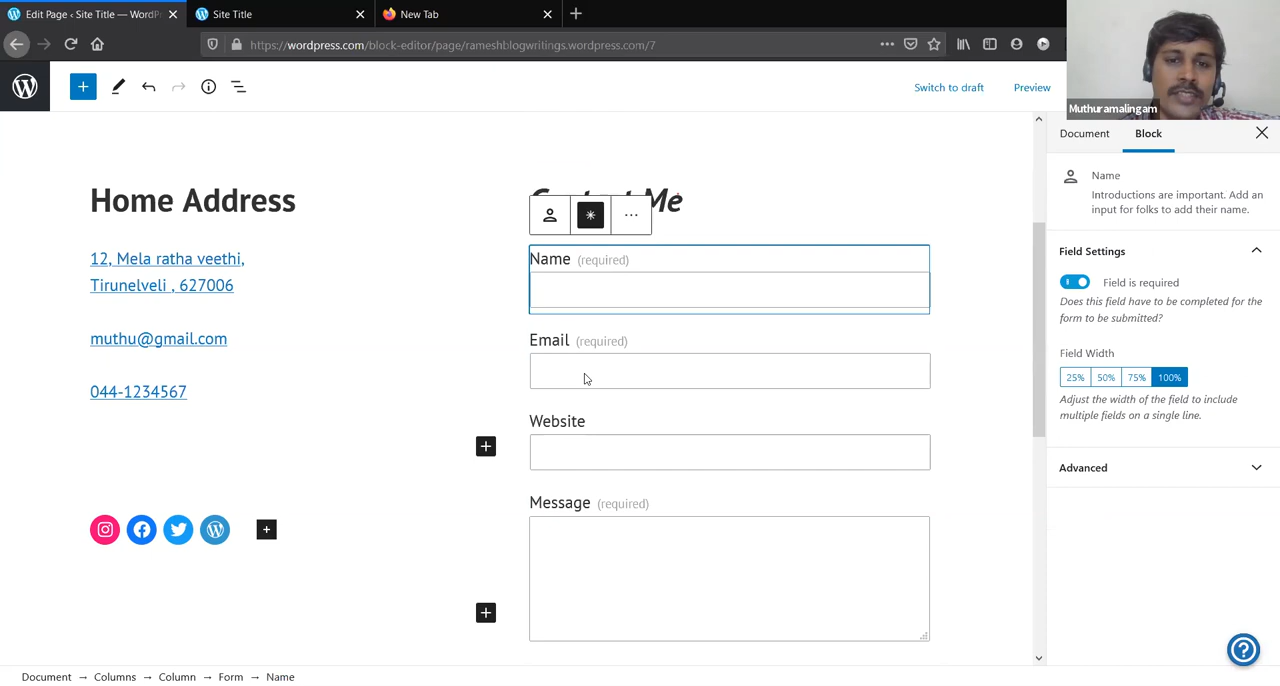 Edit Page ‹ Site Title — WordPr
Site Title
New Tab
https://wordpress.com/block-editor/page/rameshblogwritings.wordpress.com/7
Switch to draft
Preview
Muthuramalingam
Document
Block
Name
Introductions are important. Add an
input for folks to add their name.
Field Settings
Field is required
Does this field have to be completed for the
form to be submitted?
Field Width
25% 50% 75% 100%
Adjust the width of the field to include
multiple fields on a single line.
Advanced
Home Address
12, Mela ratha veethi,
Tirunelveli , 627006
muthu@gmail.com
044-1234567
Me
Name (required)
Email (required)
Website
Message (required)
Document → Columns → Column → Form → Name